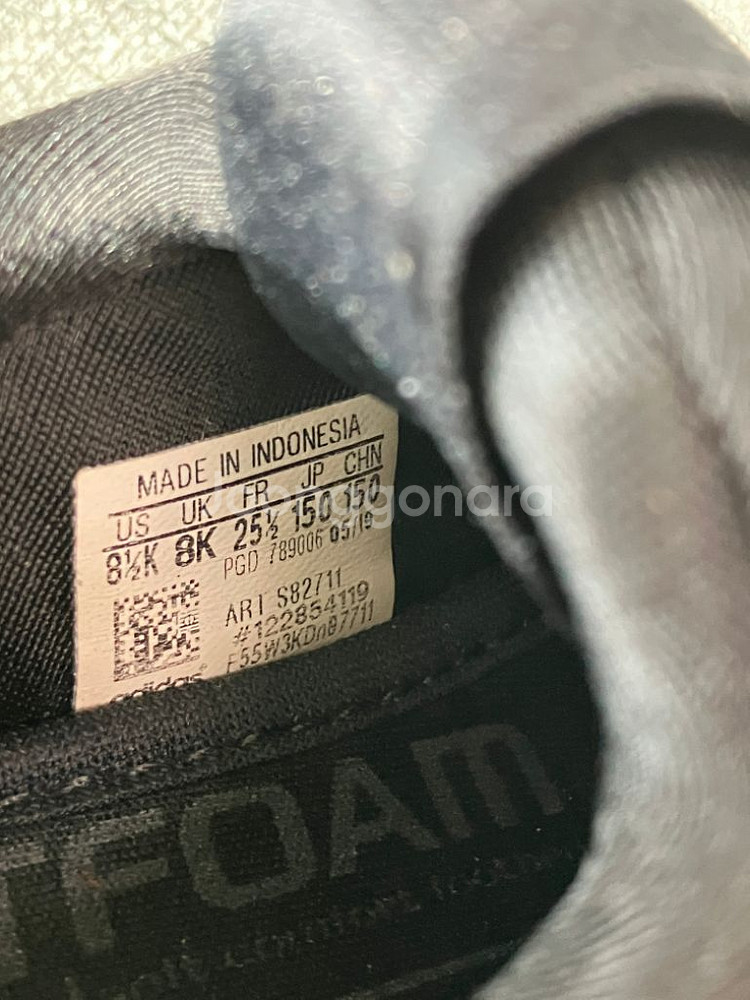 MADE IN INDONESIA
US UK FR JP CHN
8½K 8K 25½ 150 150
PGD 789006 05/19
ART S82711
#122854119
adidas
FOAM
joonggonara